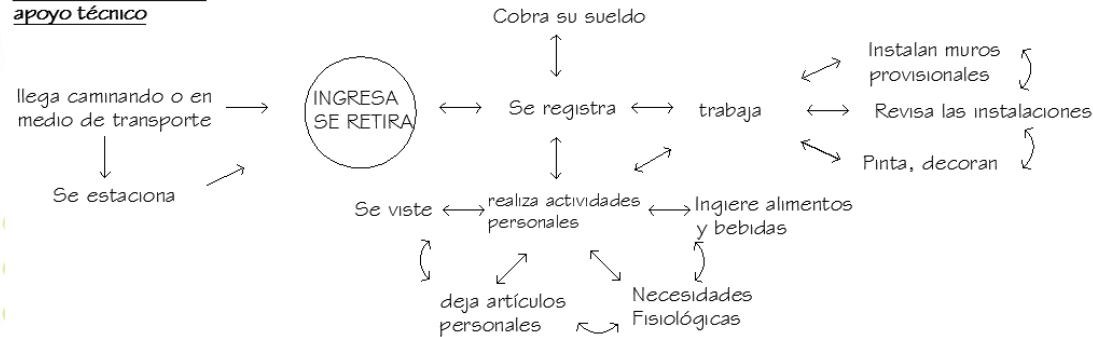 apoyo técnico
Cobra su sueldo
llega caminando o en
medio de transporte
INGRESA
SE RETIRA
Se registra
trabaja
Instalan muros
provisionales
Revisa las instalaciones
Pinta, decoran
Se estaciona
Se viste
realiza actividades
personales
Ingiere alimentos
y bebidas
deja artículos
personales
Necesidades
Fisiológicas